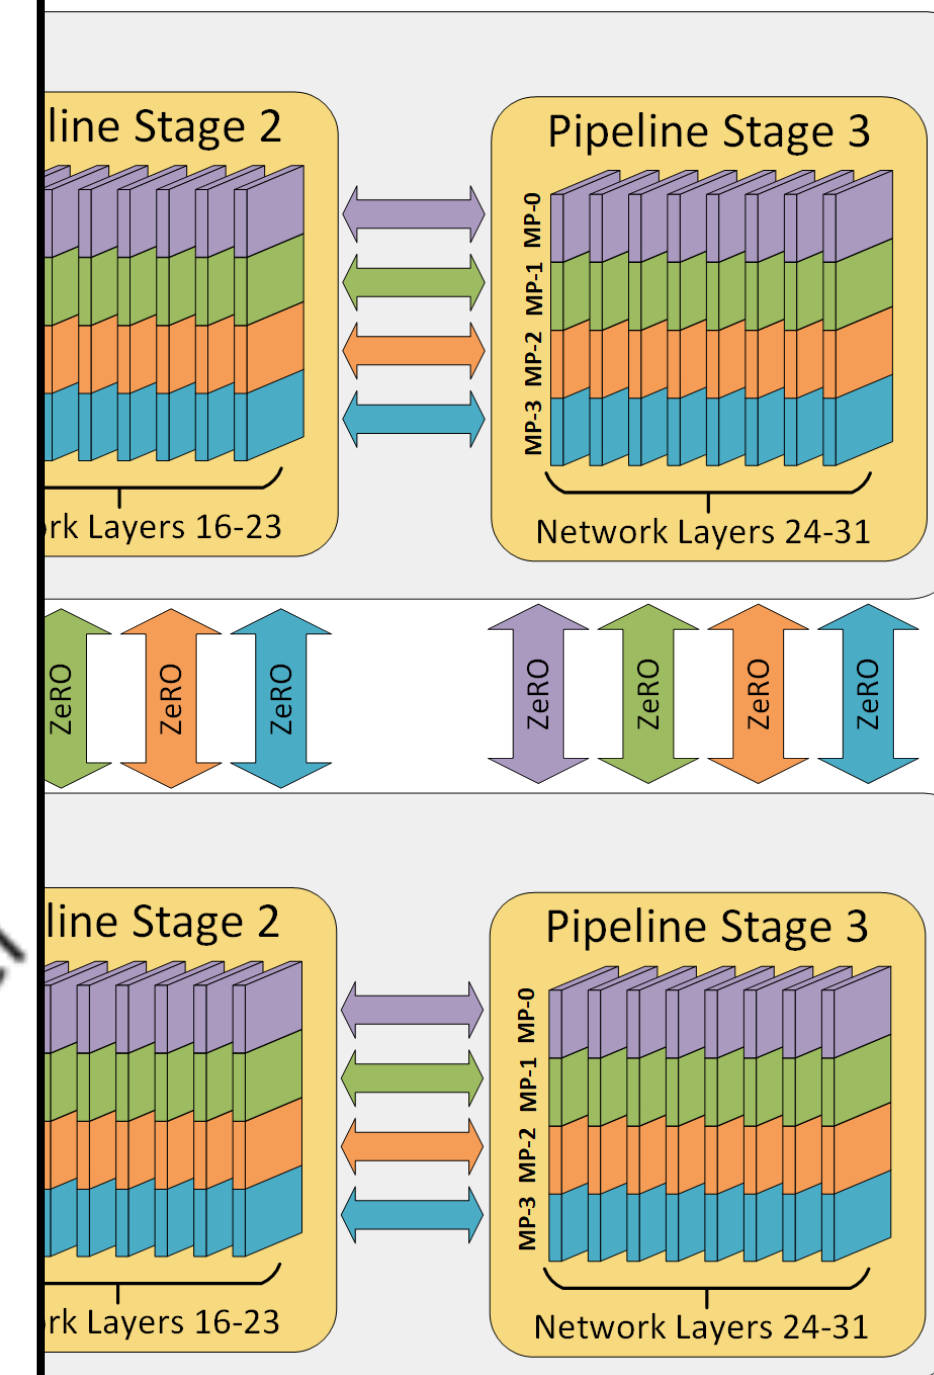 line Stage 2
Pipeline Stage 3
MP-0
MP-1
MP-2
MP-3
rk Layers 16-23
Network Layers 24-31
ZeRO
ZeRO
ZeRO
ZeRO
ZeRO
ZeRO
ZeRO
line Stage 2
Pipeline Stage 3
MP-0
MP-1
MP-2
MP-3
rk Layers 16-23
Network Layers 24-31